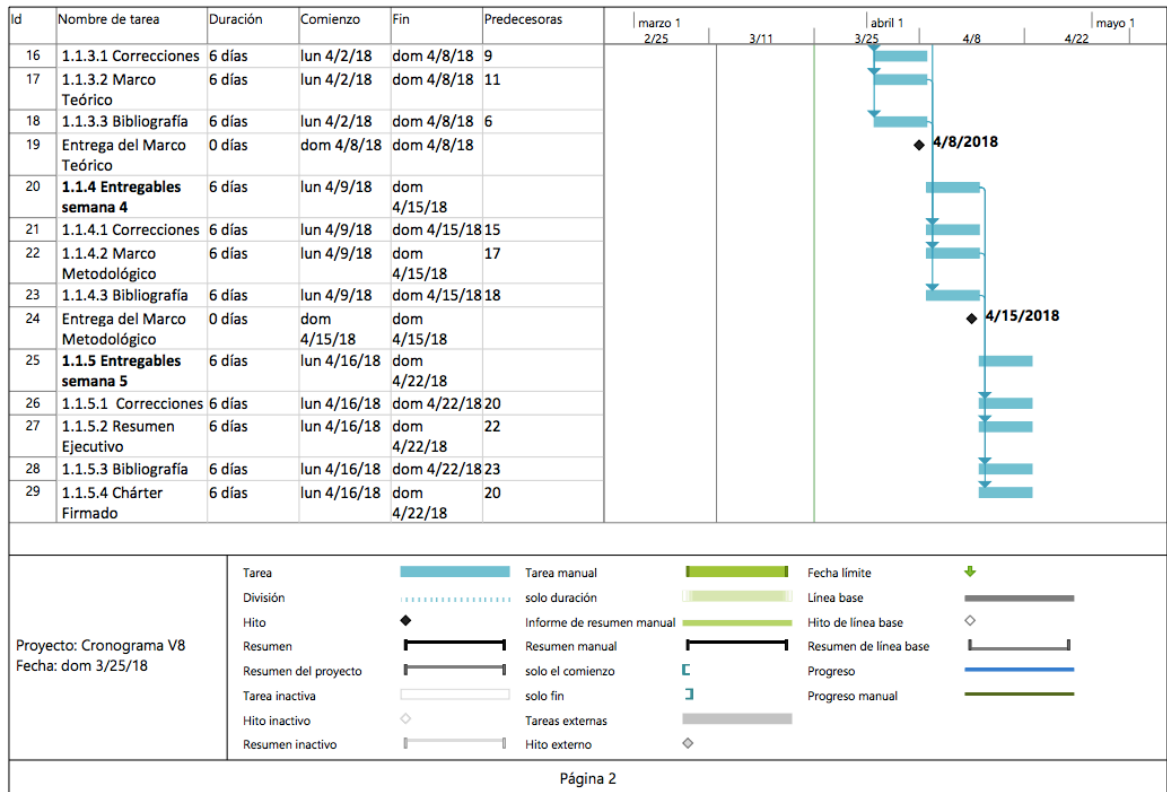 Id Nombre de tarea Duración Comienzo Fin Predecesoras marzo 1 abril 1 mayo 1
2/25 3/11 3/25 4/8 4/22
16 1.1.3.1 Correcciones 6 días lun 4/2/18 dom 4/8/18 9
17 1.1.3.2 Marco 6 días lun 4/2/18 dom 4/8/18 11
Teórico
18 1.1.3.3 Bibliografía 6 días lun 4/2/18 dom 4/8/18 6
19 Entrega del Marco 0 días dom 4/8/18 dom 4/8/18 4/8/2018
Teórico
20 1.1.4 Entregables 6 días lun 4/9/18 dom
semana 4 4/15/18
21 1.1.4.1 Correcciones 6 días lun 4/9/18 dom 4/15/18 15
22 1.1.4.2 Marco 6 días lun 4/9/18 dom 17
Metodológico 4/15/18
23 1.1.4.3 Bibliografía 6 días lun 4/9/18 dom 4/15/18 18
24 Entrega del Marco 0 días dom dom 4/15/2018
Metodológico 4/15/18 4/15/18
25 1.1.5 Entregables 6 días lun 4/16/18 dom
semana 5 4/22/18
26 1.1.5.1 Correcciones 6 días lun 4/16/18 dom 4/22/18 20
27 1.1.5.2 Resumen 6 días lun 4/16/18 dom 22
Ejecutivo 4/22/18
28 1.1.5.3 Bibliografía 6 días lun 4/16/18 dom 4/22/18 23
29 1.1.5.4 Chárter 6 días lun 4/16/18 dom 20
Firmado 4/22/18
Proyecto: Cronograma V8
Fecha: dom 3/25/18
Tarea Tarea manual Fecha límite
División solo duración Línea base
Hito Informe de resumen manual Hito de línea base
Resumen Resumen manual Resumen de línea base
Resumen del proyecto solo el comienzo Progreso
Tarea inactiva solo fin Progreso manual
Hito inactivo Tareas externas
Resumen inactivo Hito externo
Página 2